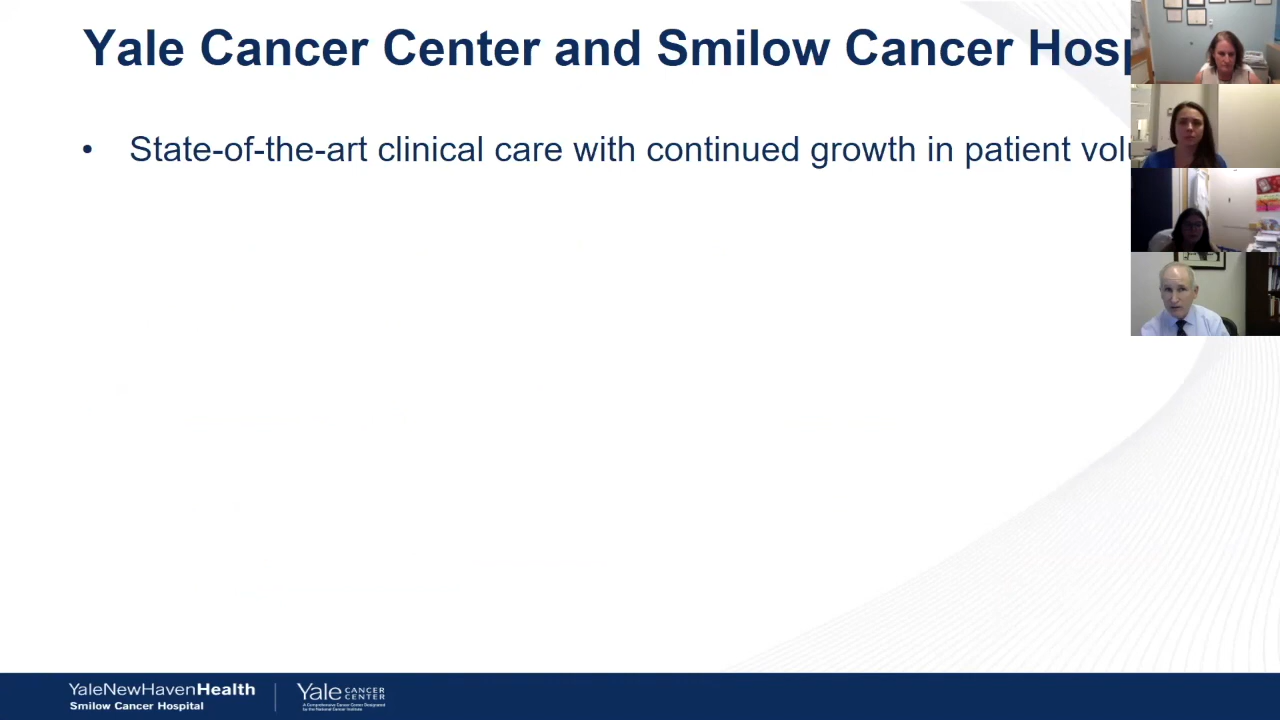 Yale Cancer Center and Smilow Cancer Hosp
• State-of-the-art clinical care with continued growth in patient vol
YaleNewHavenHealth
Smilow Cancer Hospital
Yale CANCER CENTER
A Comprehensive Cancer Center Designated
by the National Cancer Institute